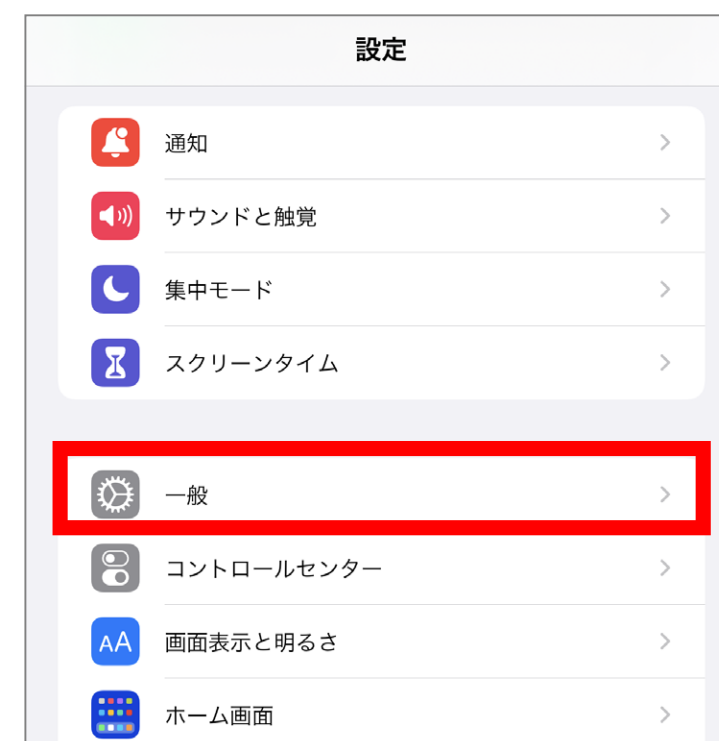 設定
通知
サウンドと触覚
集中モード
スクリーンタイム
一般
コントロールセンター
AA
画面表示と明るさ
ホーム画面